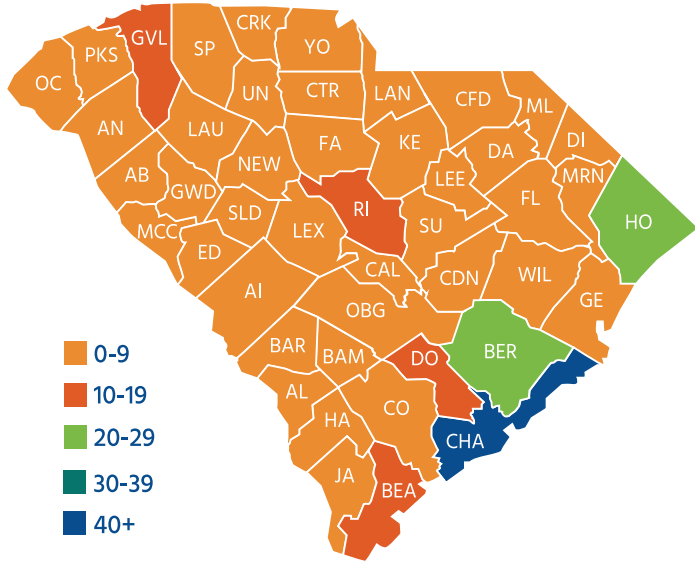 CRK
GVL
YO
SP
PKS
OC
UN
CTR
LAN
CFD
ML
AN
LAU
FA
KE
DI
DA
NEW
AB
LEE
MRN
GWD
FL
SLD
RI
HO
MCC
LEX
SU
ED
CAL
CDN
WIL
AI
GE
OBG
BAR
BAM
DO
BER
AL
CO
HA
CHA
JA
BEA
0-9
10-19
20-29
30-39
40+